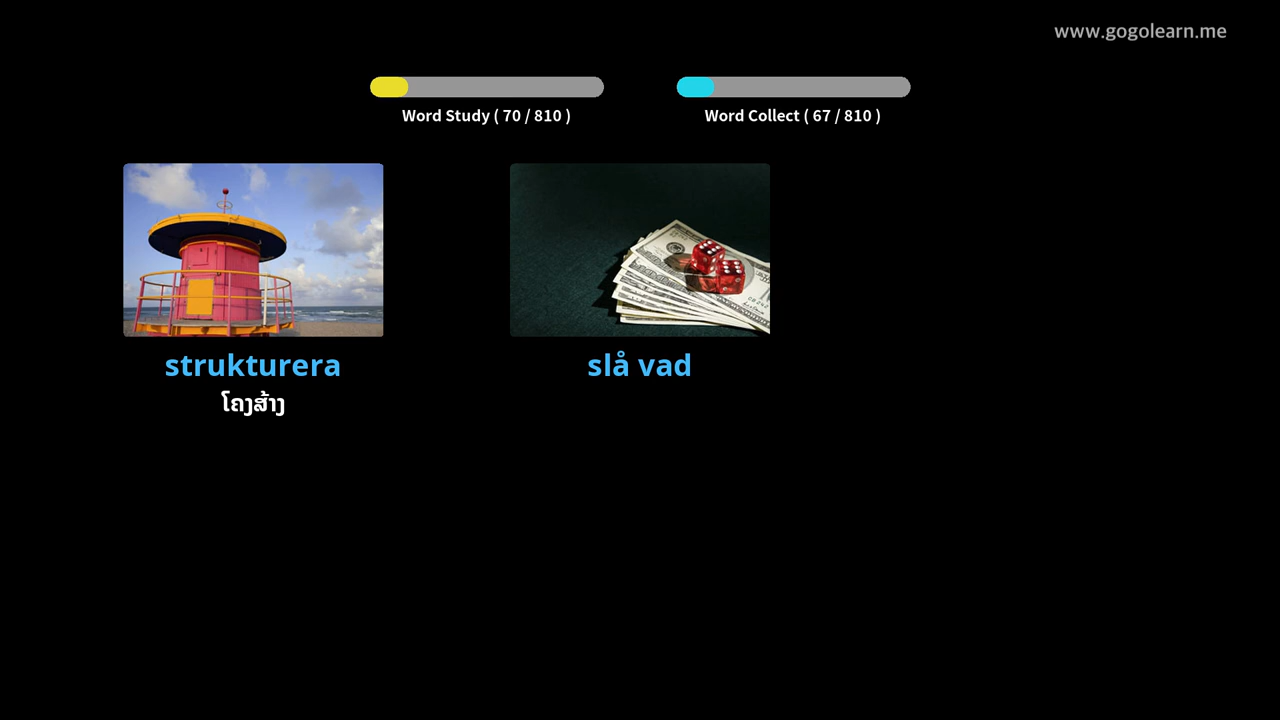 www.gogolearn.me
Word Study ( 70 / 810 )
Word Collect ( 67 / 810 )
strukturera
slå vad
ໂຄງສ້າງ